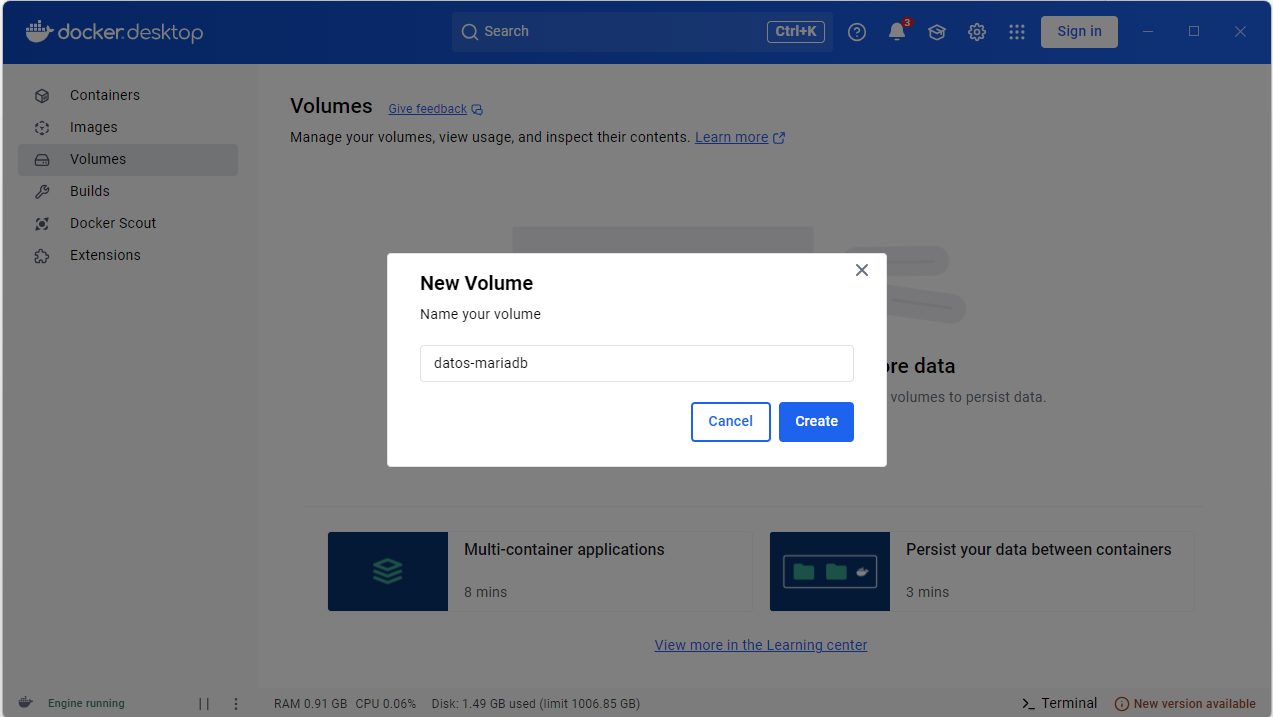 docker.desktop
Search
Ctrl+K
3
Sign in
Containers
Images
Volumes
Builds
Docker Scout
Extensions
Volumes Give feedback
Manage your volumes, view usage, and inspect their contents. Learn more
New Volume
Name your volume
datos-mariadb
Cancel
Create
data
volumes to persist data.
Multi-container applications
8 mins
Persist your data between containers
3 mins
View more in the Learning center
Engine running
RAM 0.91 GB CPU 0.06% Disk: 1.49 GB used (limit 1006.85 GB)
Terminal
New version available